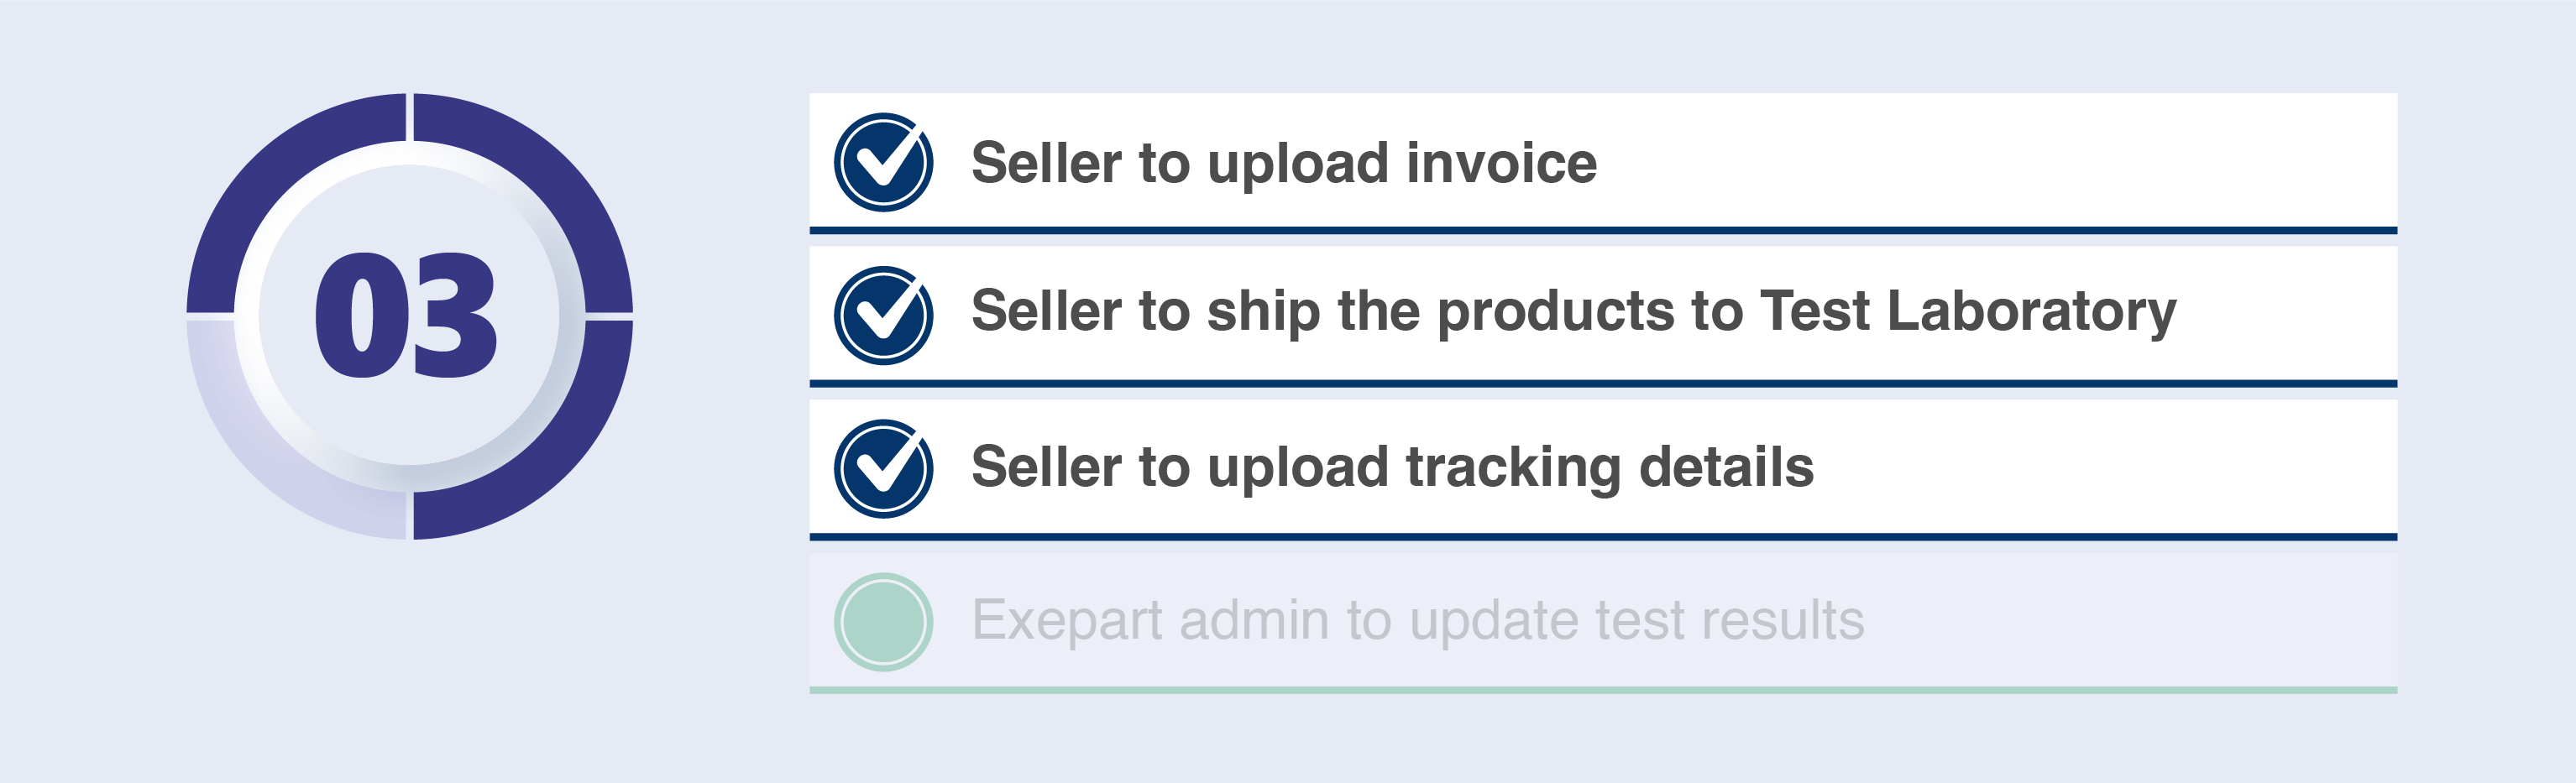 03
Seller to upload invoice
Seller to ship the products to Test Laboratory
Seller to upload tracking details
Exepart admin to update test results